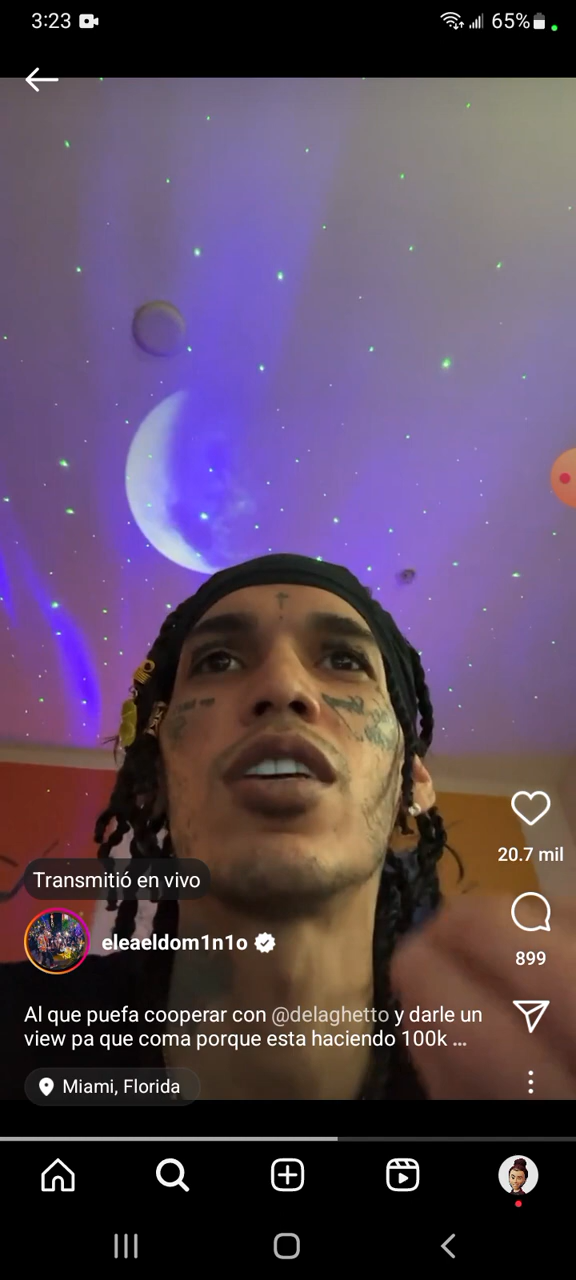 3:23
65%
Transmitió en vivo
eleaeldom1n1o
Al que puefa cooperar con @delaghetto y darle un
view pa que coma porque esta haciendo 100k ...
Miami, Florida
20.7 mil
899